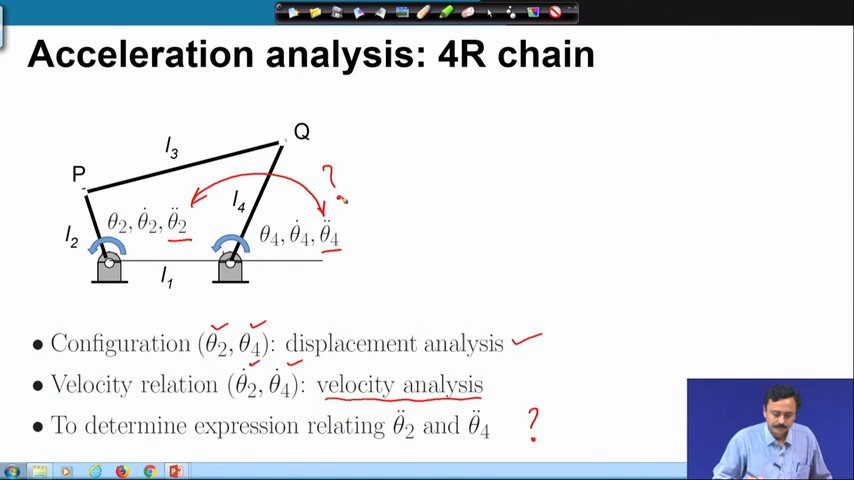 Acceleration analysis: 4R chain
Q
l3
P
?
l4
θ2, θ̇2, θ̈2
l2
θ4, θ̇4, θ̈4
l1
• Configuration (θ2, θ4): displacement analysis
• Velocity relation (θ̇2, θ̇4): velocity analysis
• To determine expression relating θ̈2 and θ̈4 ?